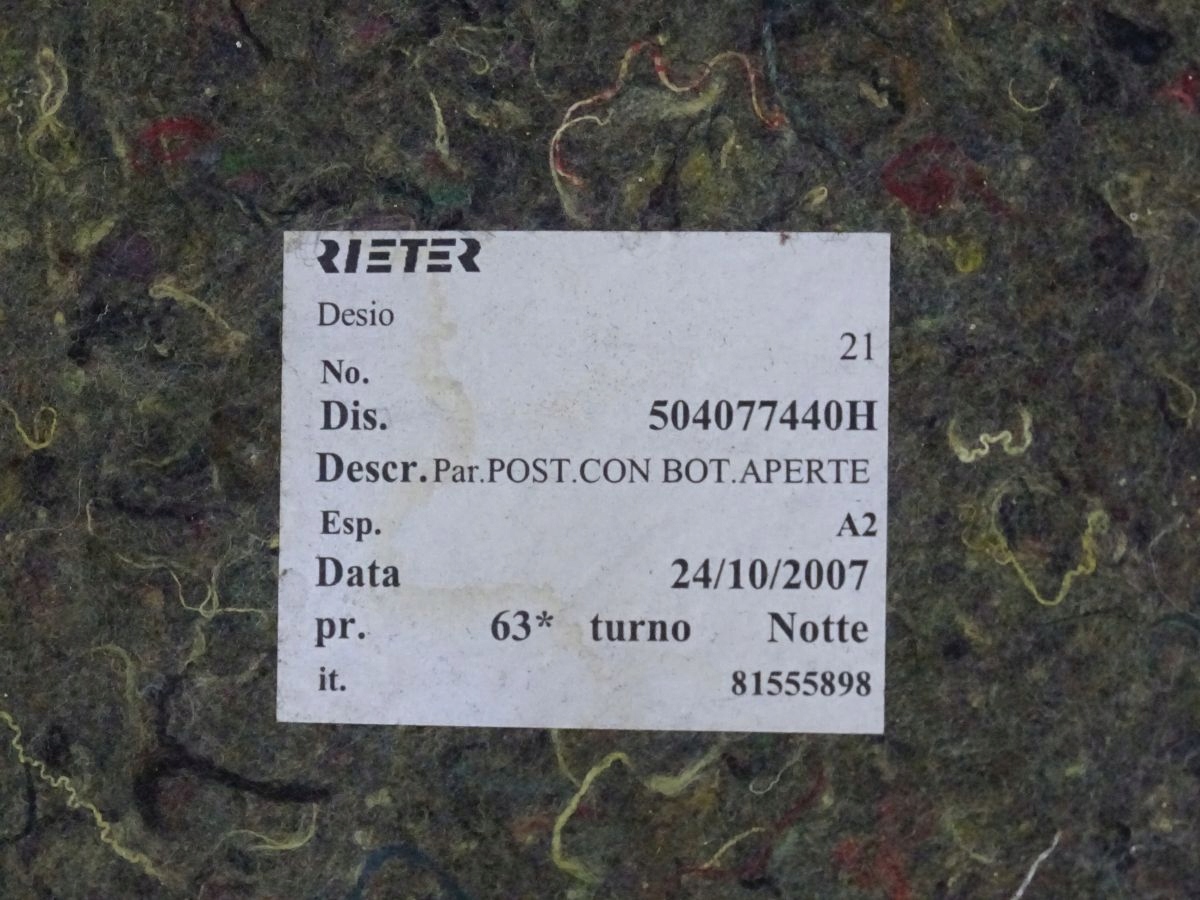 RIETER
Desio
21
No.
Dis. 504077440H
Descr.Par.POST.CON BOT.APERTE
Esp. A2
Data 24/10/2007
pr. 63* turno Notte
it. 81555898